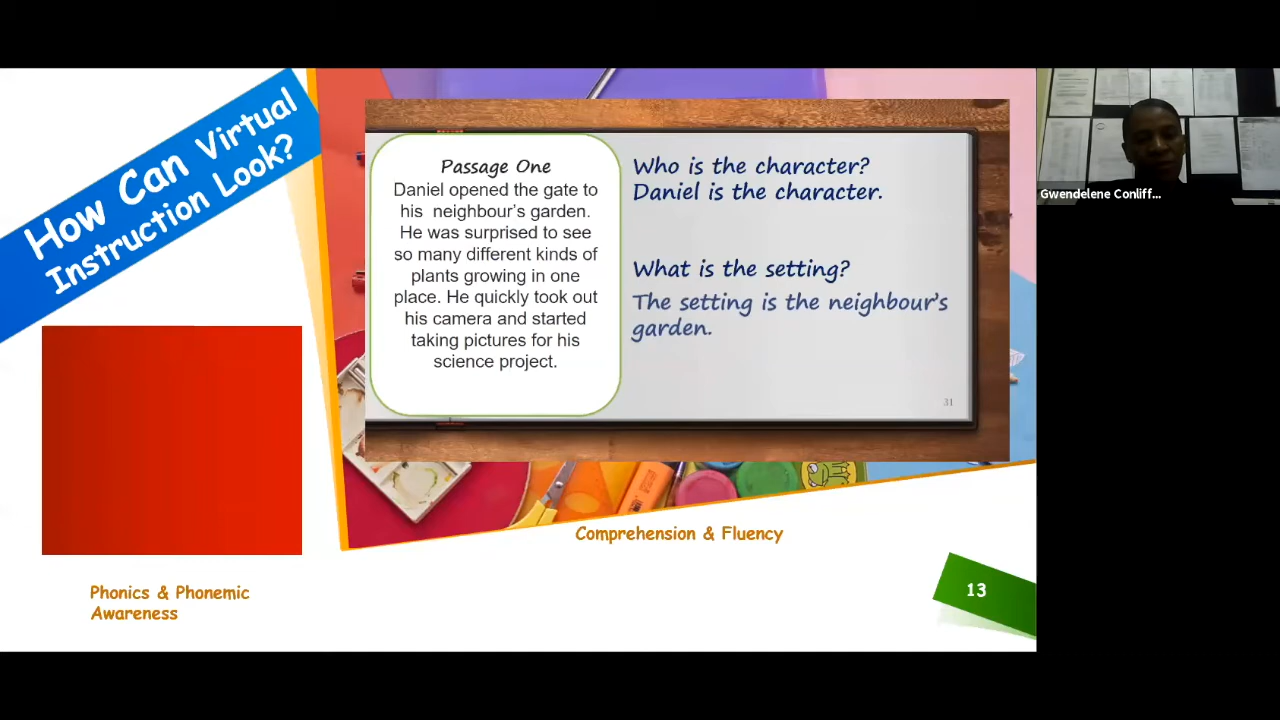 How Can Virtual
Instruction Look?
Passage One
Daniel opened the gate to
his neighbour's garden.
He was surprised to see
so many different kinds of
plants growing in one
place. He quickly took out
his camera and started
taking pictures for his
science project.
Who is the character?
Daniel is the character.
What is the setting?
The setting is the neighbour's
garden.
31
Comprehension & Fluency
Phonics & Phonemic
Awareness
13
Gwendelene Conliff...